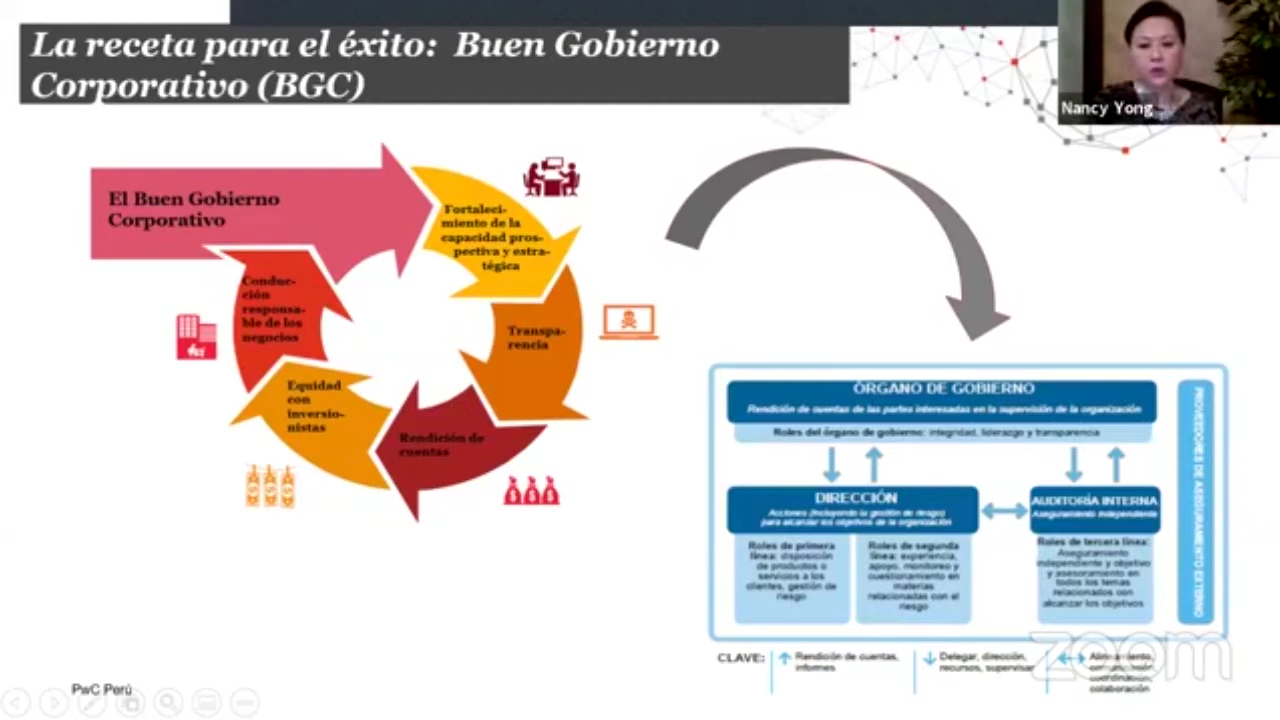 La receta para el éxito: Buen Gobierno
Corporativo (BGC)
Nancy Yong
El Buen Gobierno
Corporativo
Fortaleci-
miento de la
capacidad pros-
pectiva y estra-
tégica
Transpa-
rencia
Rendición de
cuentas
Equidad
con
inversio-
nistas
Conduc-
ción
responsa-
ble de los
negocios
ÓRGANO DE GOBIERNO
Rendición de cuentas de las partes interesadas en la supervisión de la organización
Roles del órgano de gobierno: integridad, liderazgo y transparencia
DIRECCIÓN
Acciones (incluyendo la gestión de riesgo)
para alcanzar los objetivos de la organización
Roles de primera
línea: disposición
de productos o
servicios a los
clientes, gestión de
riesgo
Roles de segunda
línea: experiencia,
apoyo, monitoreo y
cuestionamiento en
materias
relacionadas con el
riesgo
AUDITORÍA INTERNA
Aseguramiento independiente
Roles de tercera línea:
Aseguramiento
independiente y objetivo
y asesoramiento en
todos los temas
relacionados con
alcanzar los objetivos
PROVEEDORES DE ASEGURAMIENTO EXTERNO
CLAVE:
Rendición de cuentas,
informes
Delegar, dirección,
recursos, supervisar
Alineamiento,
comunicación,
coordinación,
colaboración
zoom
PwC Perú